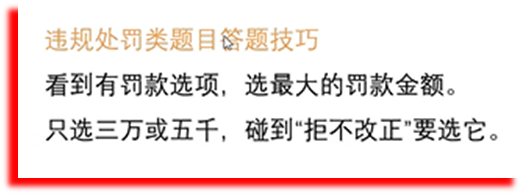 违规处罚类题目答题技巧
看到有罚款选项，选最大的罚款金额。
只选三万或五千，碰到“拒不改正”要选它。